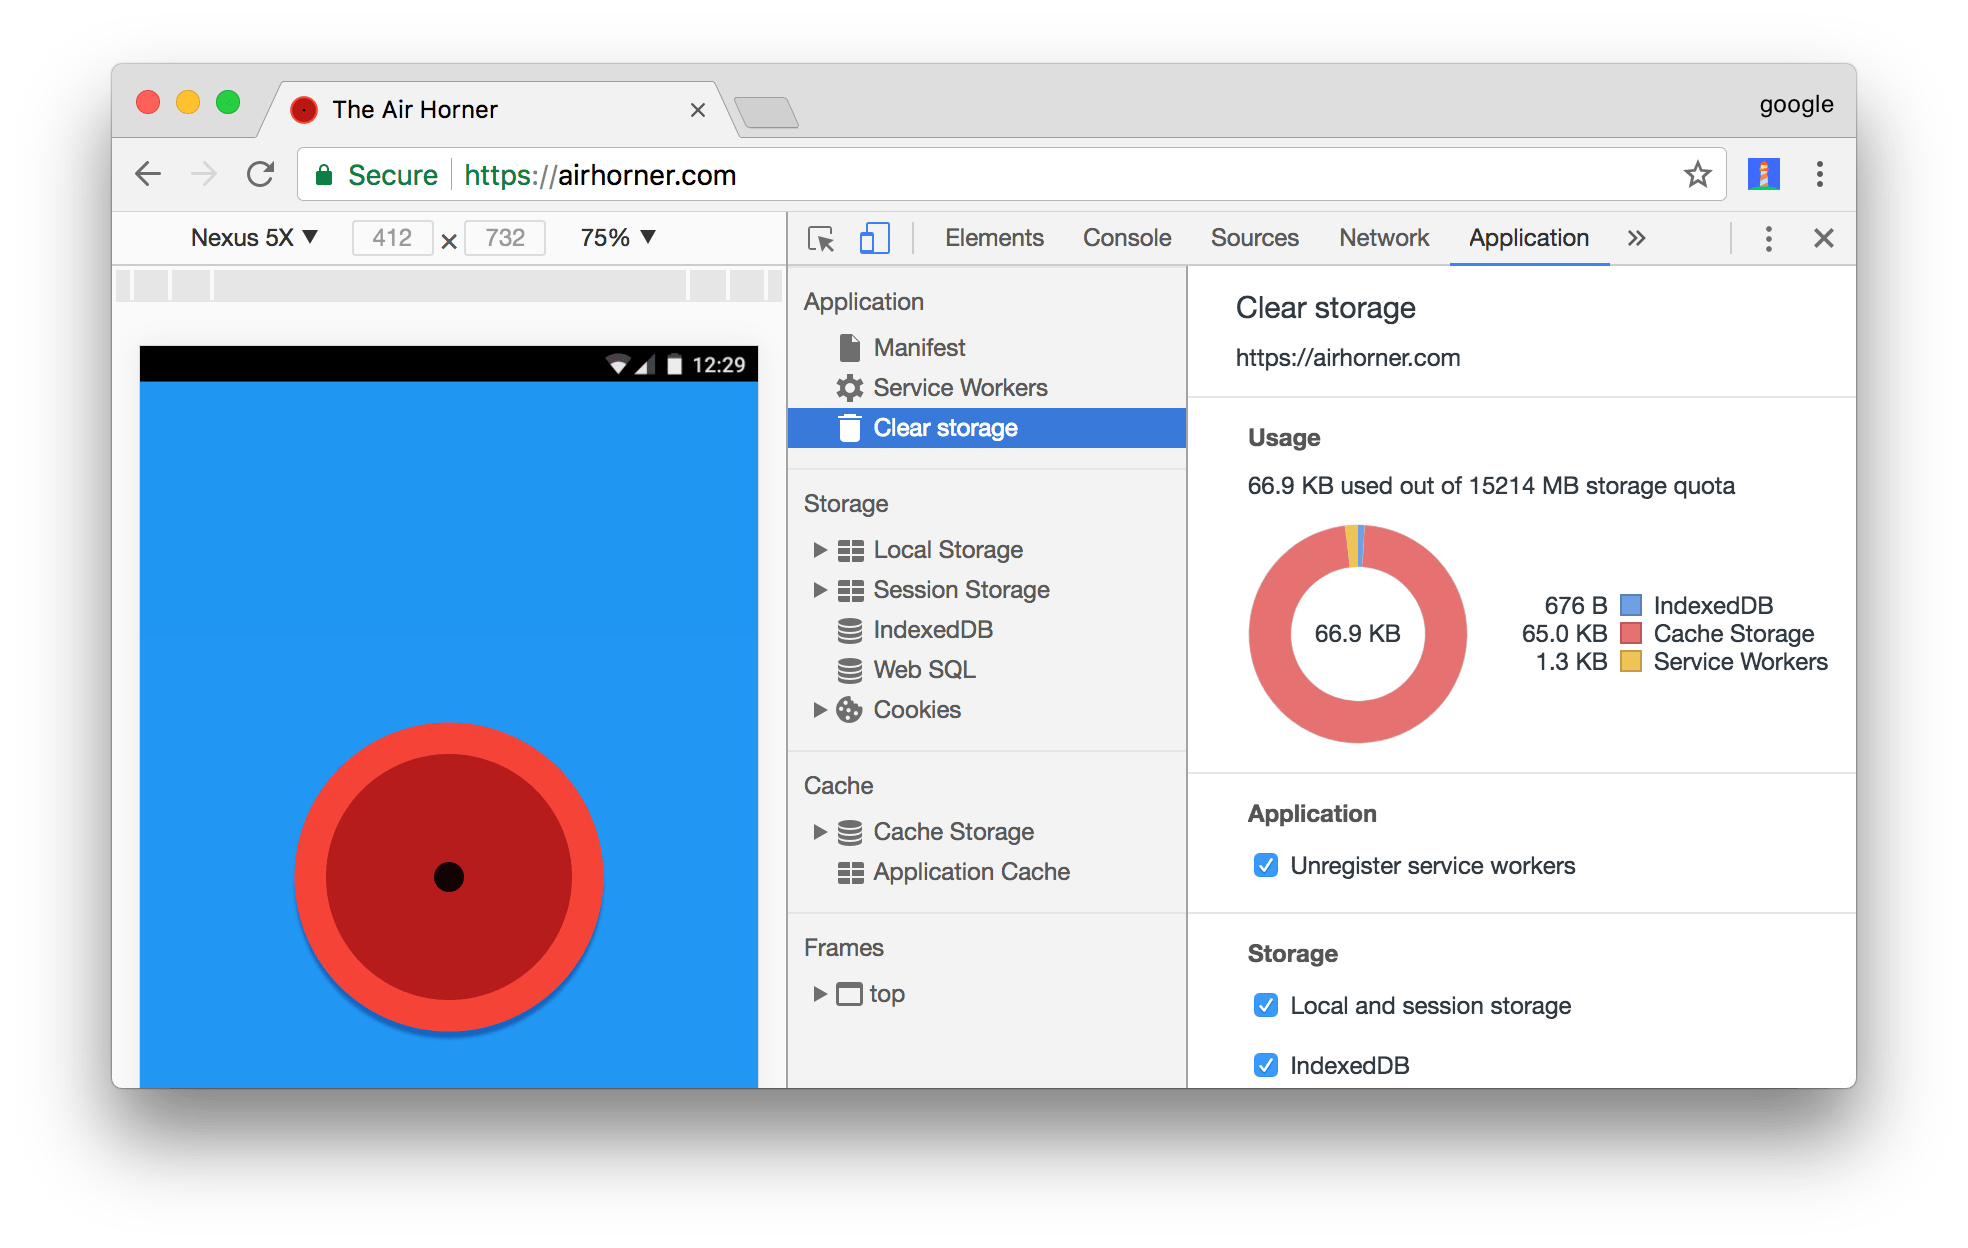 The Air Horner
google
Secure https://airhorner.com
Nexus 5X 412 × 732 75%
Elements Console Sources Network Application
12:29
Application
Manifest
Service Workers
Clear storage
Storage
Local Storage
Session Storage
IndexedDB
Web SQL
Cookies
Cache
Cache Storage
Application Cache
Frames
top
Clear storage
https://airhorner.com
Usage
66.9 KB used out of 15214 MB storage quota
66.9 KB
676 B IndexedDB
65.0 KB Cache Storage
1.3 KB Service Workers
Application
Unregister service workers
Storage
Local and session storage
IndexedDB